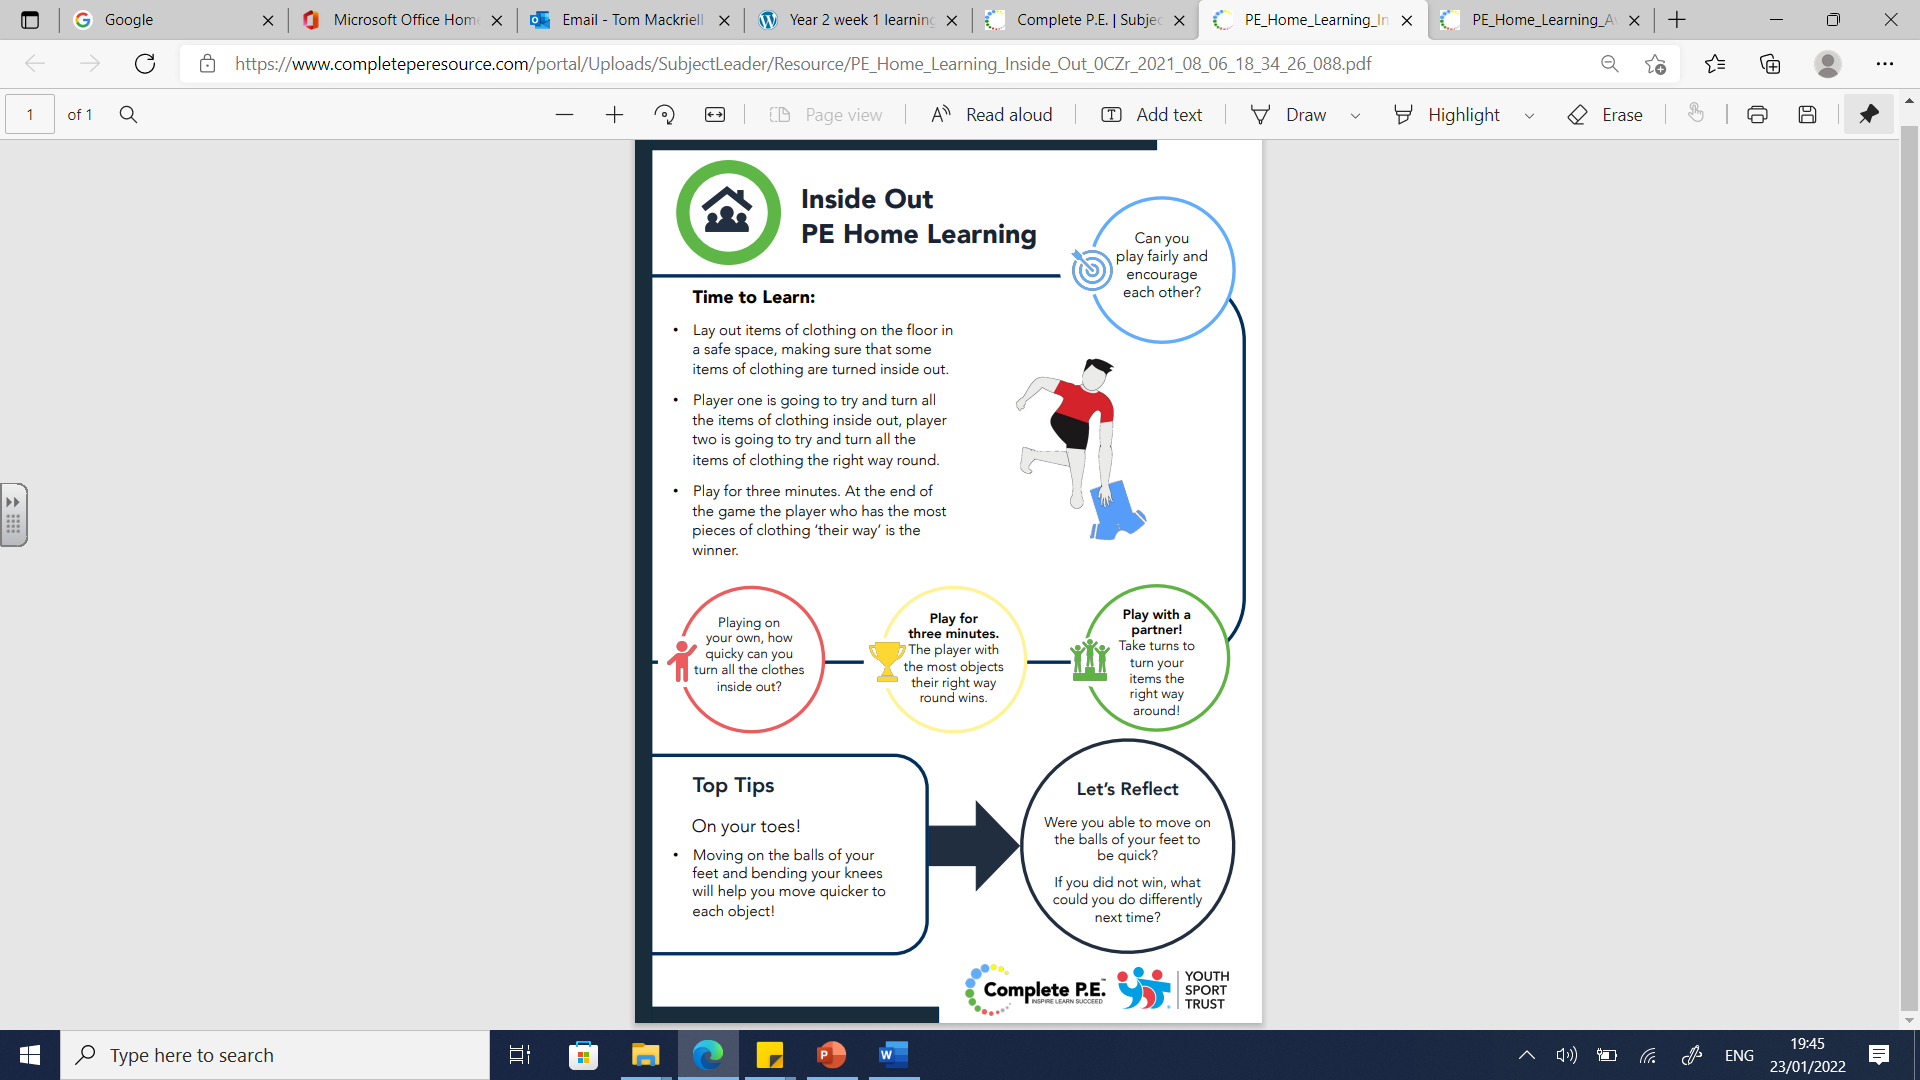 Google
Microsoft Office Hom
Email - Tom Mackriell
Year 2 week 1 learning
Complete P.E. | Subjec
PE_Home_Learning_In
PE_Home_Learning_A
https://www.completeperesource.com/portal/Uploads/SubjectLeader/Resource/PE_Home_Learning_Inside_Out_0CZr_2021_08_06_18_34_26_088.pdf
1 of 1
Page view
Read aloud
Add text
Draw
Highlight
Erase
Inside Out
PE Home Learning
Can you
play fairly and
encourage
each other?
Time to Learn:
• Lay out items of clothing on the floor in
a safe space, making sure that some
items of clothing are turned inside out.
• Player one is going to try and turn all
the items of clothing inside out, player
two is going to try and turn all the
items of clothing the right way round.
• Play for three minutes. At the end of
the game the player who has the most
pieces of clothing ‘their way’ is the
winner.
Playing on
your own, how
quicky can you
turn all the clothes
inside out?
Play for
three minutes.
The player with
the most objects
their right way
round wins.
Play with a
partner!
Take turns to
turn your
items the
right way
around!
Top Tips
On your toes!
• Moving on the balls of your
feet and bending your knees
will help you move quicker to
each object!
Let’s Reflect
Were you able to move on
the balls of your feet to
be quick?
If you did not win, what
could you do differently
next time?
Complete P.E.
INSPIRE LEARN SUCCEED
YOUTH
SPORT
TRUST
Type here to search
ENG
19:45
23/01/2022